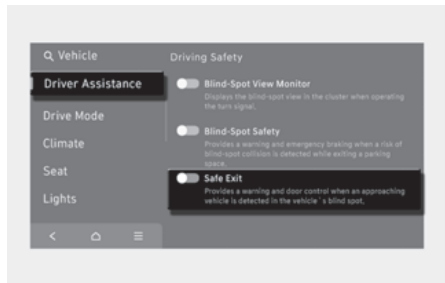 Vehicle
Driving Safety
Driver Assistance
Blind-Spot View Monitor
Displays the blind-spot view in the cluster when operating
the turn signal.
Drive Mode
Blind-Spot Safety
Provides a warning and emergency braking when a risk of
blind-spot collision is detected while exiting a parking
space.
Climate
Seat
Safe Exit
Provides a warning and door control when an approaching
vehicle is detected in the vehicle`s blind spot.
Lights